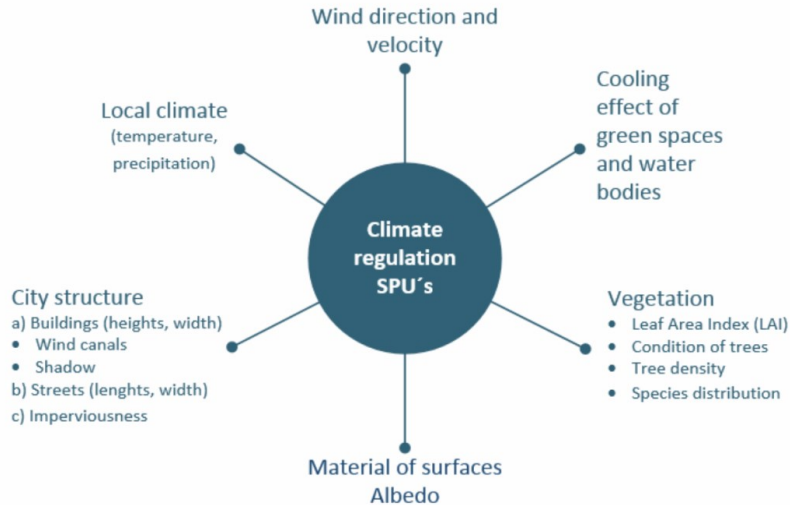 Wind direction and
velocity
Cooling
effect of
green spaces
and water
bodies
Local climate
(temperature,
precipitation)
Climate
regulation
SPU´s
City structure
a) Buildings (heights, width)
• Wind canals
• Shadow
b) Streets (lenghts, width)
c) Imperviousness
Vegetation
• Leaf Area Index (LAI)
• Condition of trees
• Tree density
• Species distribution
Material of surfaces
Albedo